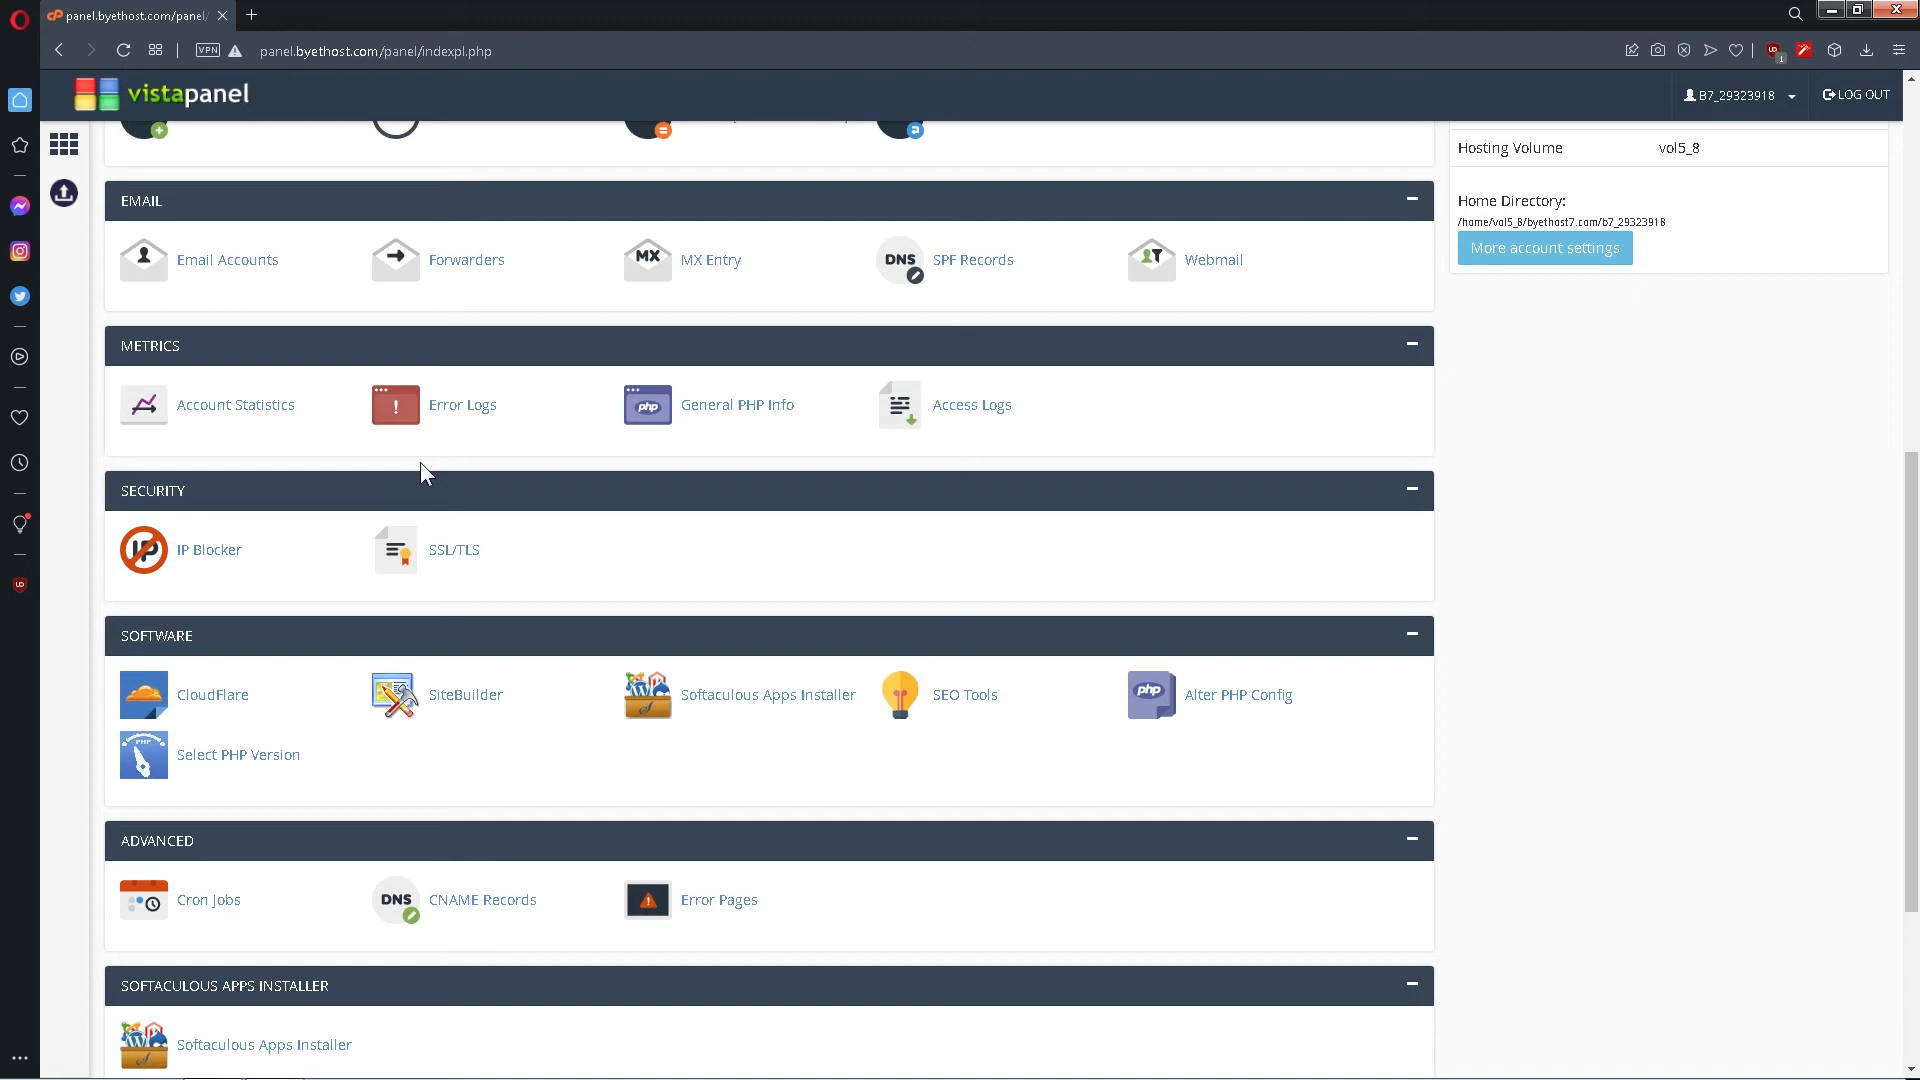 panel.byethost.com/panel/
VPN
panel.byethost.com/panel/indexpl.php
vistapanel
B7_29323918
LOG OUT
Hosting Volume
vol5_8
Home Directory:
/home/vol5_8/byethost7.com/b7_29323918
More account settings
EMAIL
Email Accounts
Forwarders
MX
MX Entry
DNS
SPF Records
Webmail
METRICS
Account Statistics
Error Logs
php
General PHP Info
Access Logs
SECURITY
IP
IP Blocker
SSL/TLS
SOFTWARE
CloudFlare
SiteBuilder
Softaculous Apps Installer
SEO Tools
php
Alter PHP Config
PHP
Select PHP Version
ADVANCED
Cron Jobs
DNS
CNAME Records
Error Pages
SOFTACULOUS APPS INSTALLER
Softaculous Apps Installer